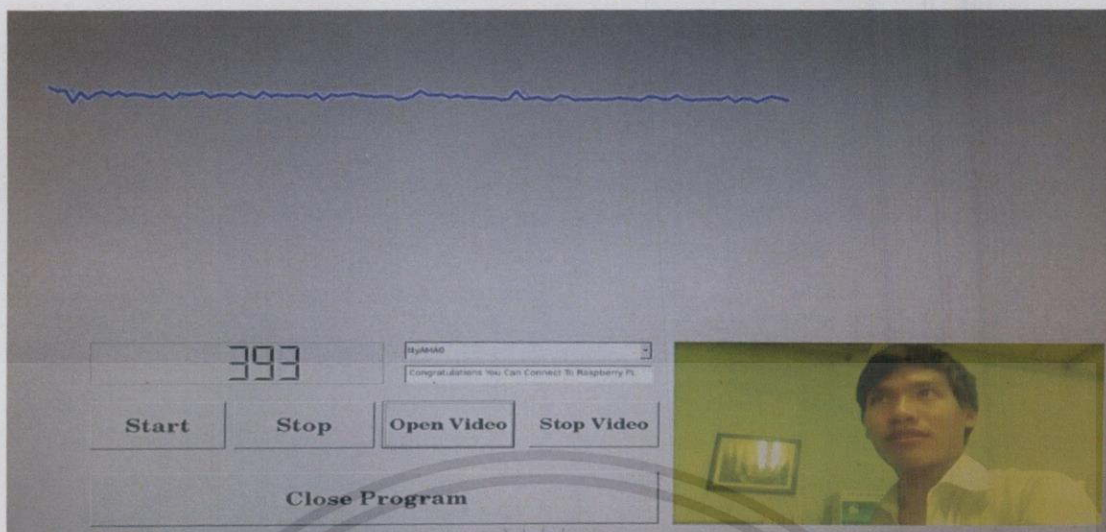 393
ttyAMA0
Congratulations You Can Connect To Raspberry PI.
Start
Stop
Open Video
Stop Video
Close Program